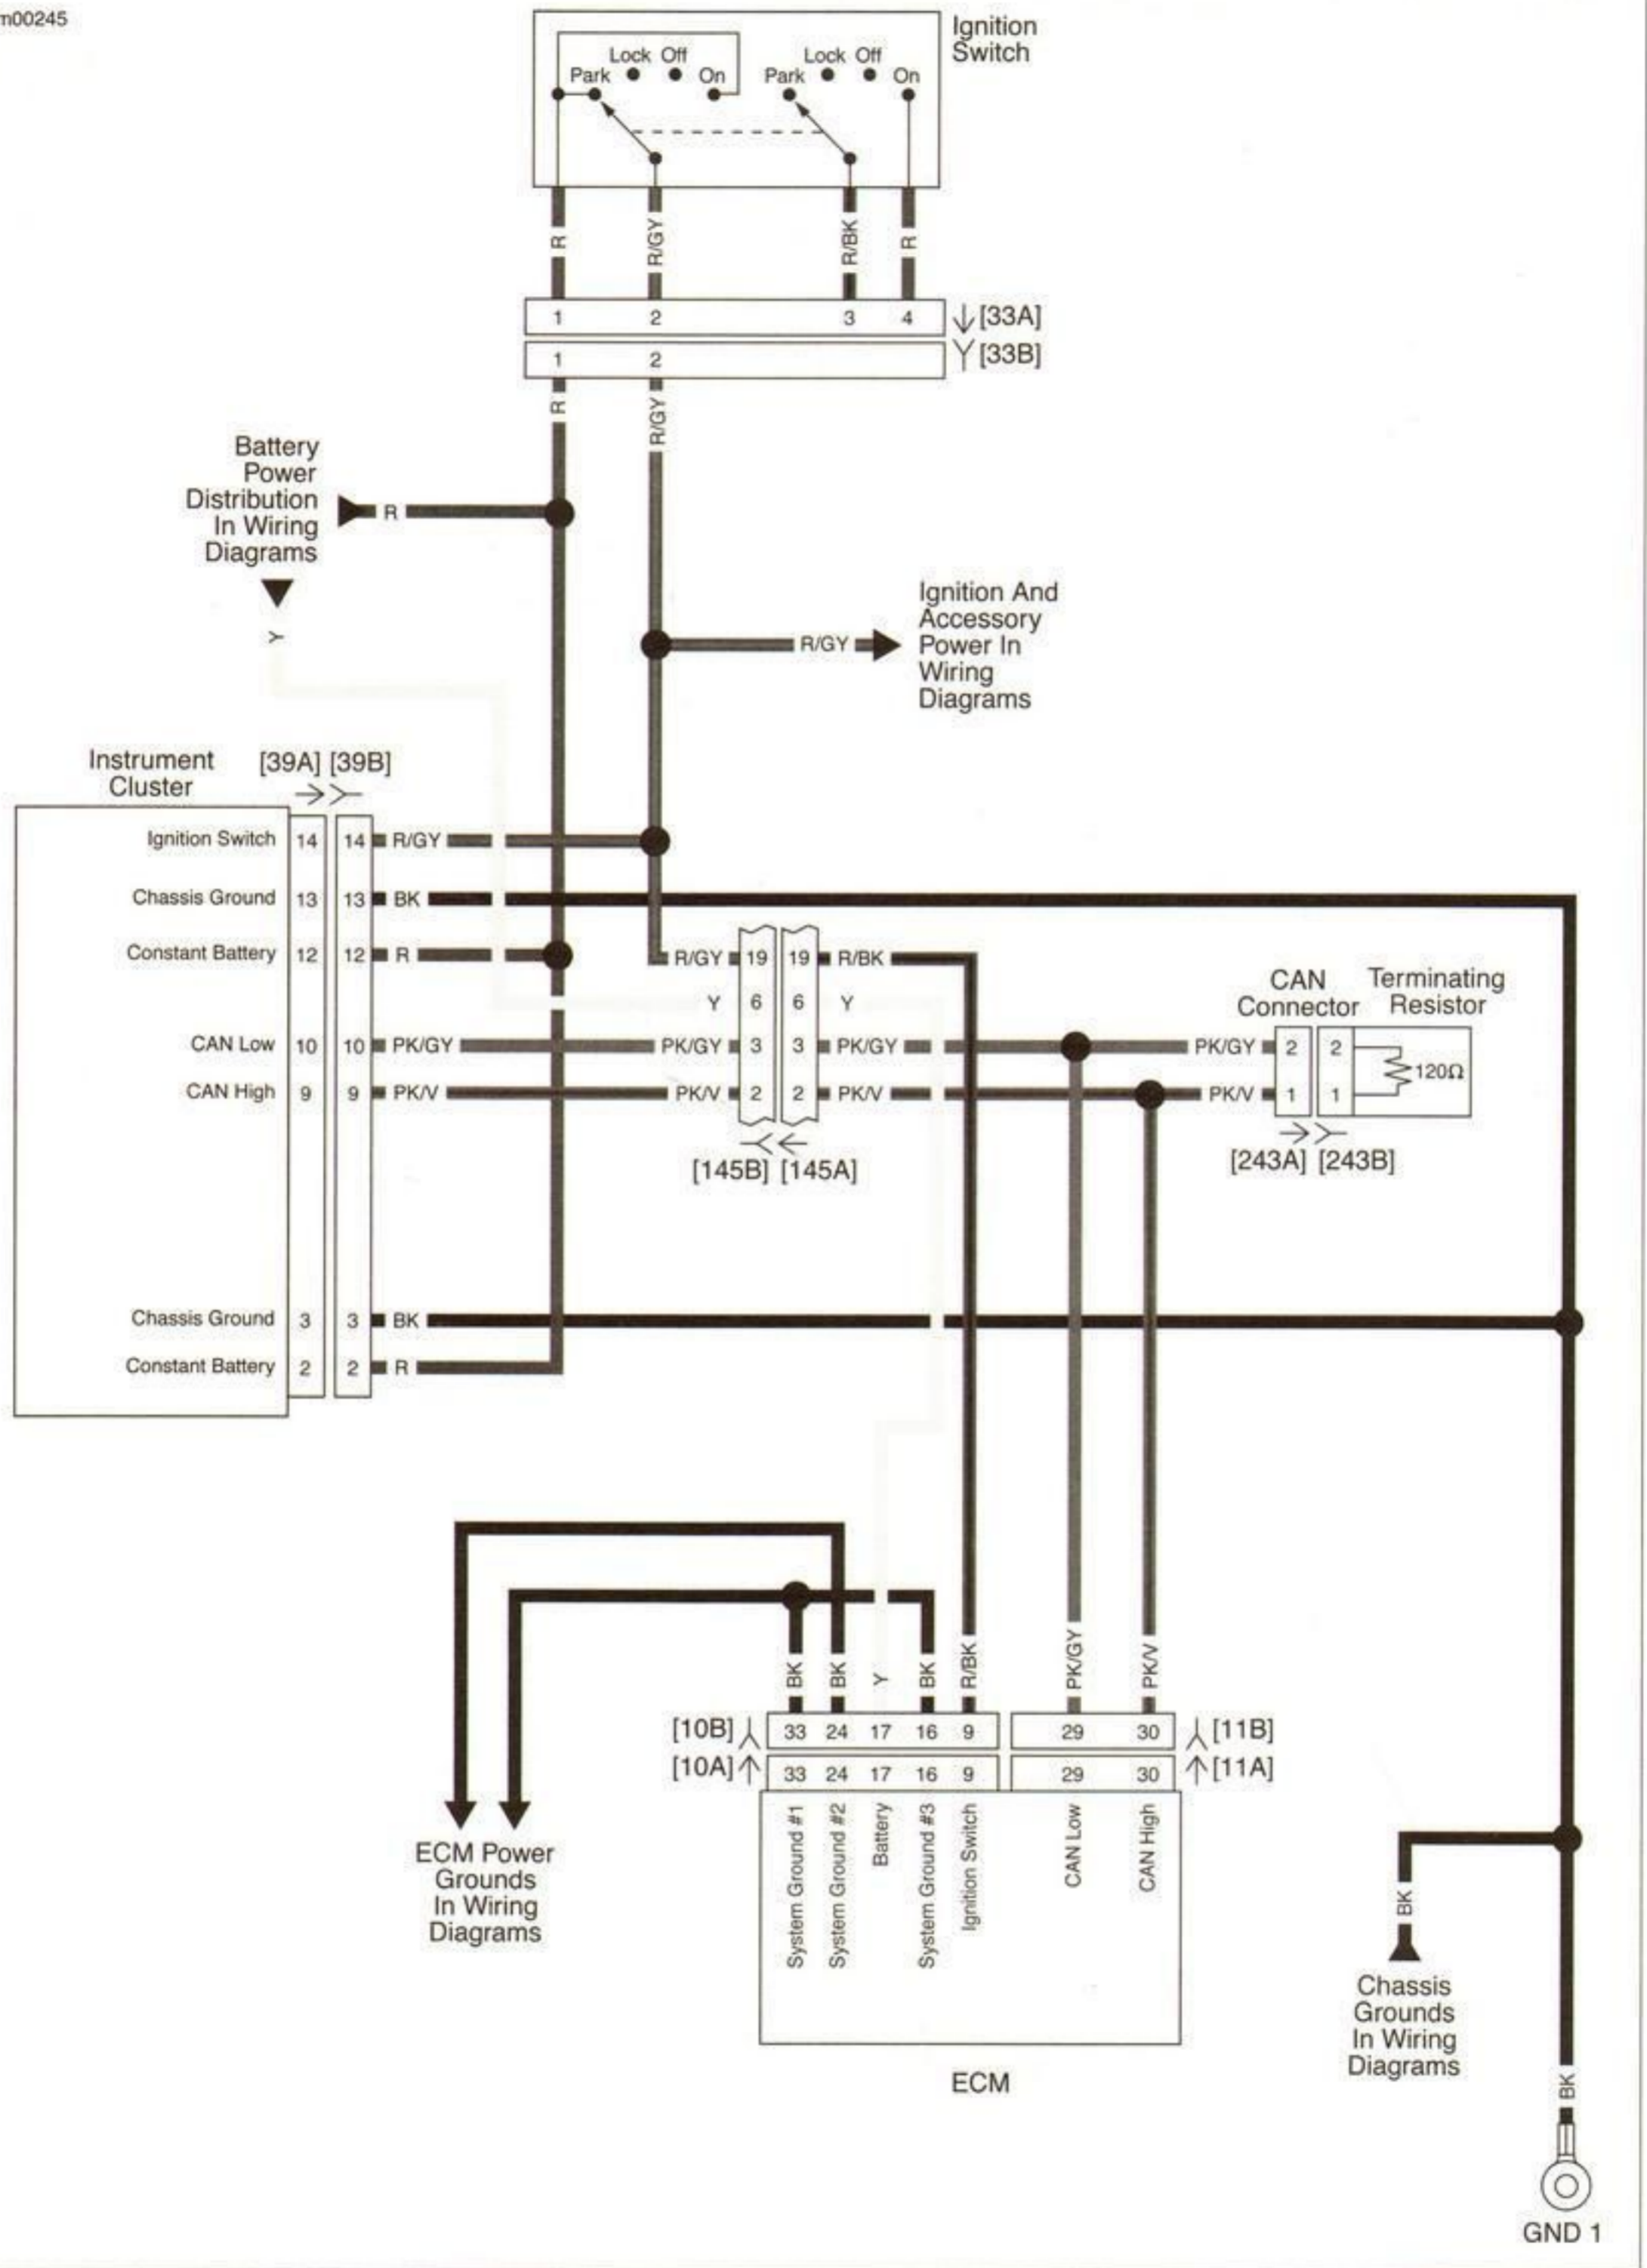 m00245
Ignition
Switch
Lock Off
Park On
Lock Off
Park On
R R/GY R/BK R
1 2 3 4 [33A]
1 2 [33B]
R R/GY
Battery
Power
Distribution
In Wiring
Diagrams
R
Y
Ignition And
Accessory
Power In
Wiring
Diagrams
R/GY
Instrument
Cluster
[39A] [39B]
Ignition Switch 14 14 R/GY
Chassis Ground 13 13 BK
Constant Battery 12 12 R
R/GY 19 19 R/BK
Y 6 6 Y
CAN Low 10 10 PK/GY PK/GY 3 3 PK/GY
CAN High 9 9 PK/V PK/V 2 2 PK/V
[145B] [145A]
CAN
Connector
Terminating
Resistor
PK/GY 2 2
120Ω
PK/V 1 1
[243A] [243B]
Chassis Ground 3 3 BK
Constant Battery 2 2 R
BK BK Y BK R/BK PK/GY PK/V
[10B] 33 24 17 16 9 29 30 [11B]
[10A] 33 24 17 16 9 29 30 [11A]
System Ground #1
System Ground #2
Battery
System Ground #3
Ignition Switch
CAN Low
CAN High
ECM
ECM Power
Grounds
In Wiring
Diagrams
BK
Chassis
Grounds
In Wiring
Diagrams
BK
GND 1